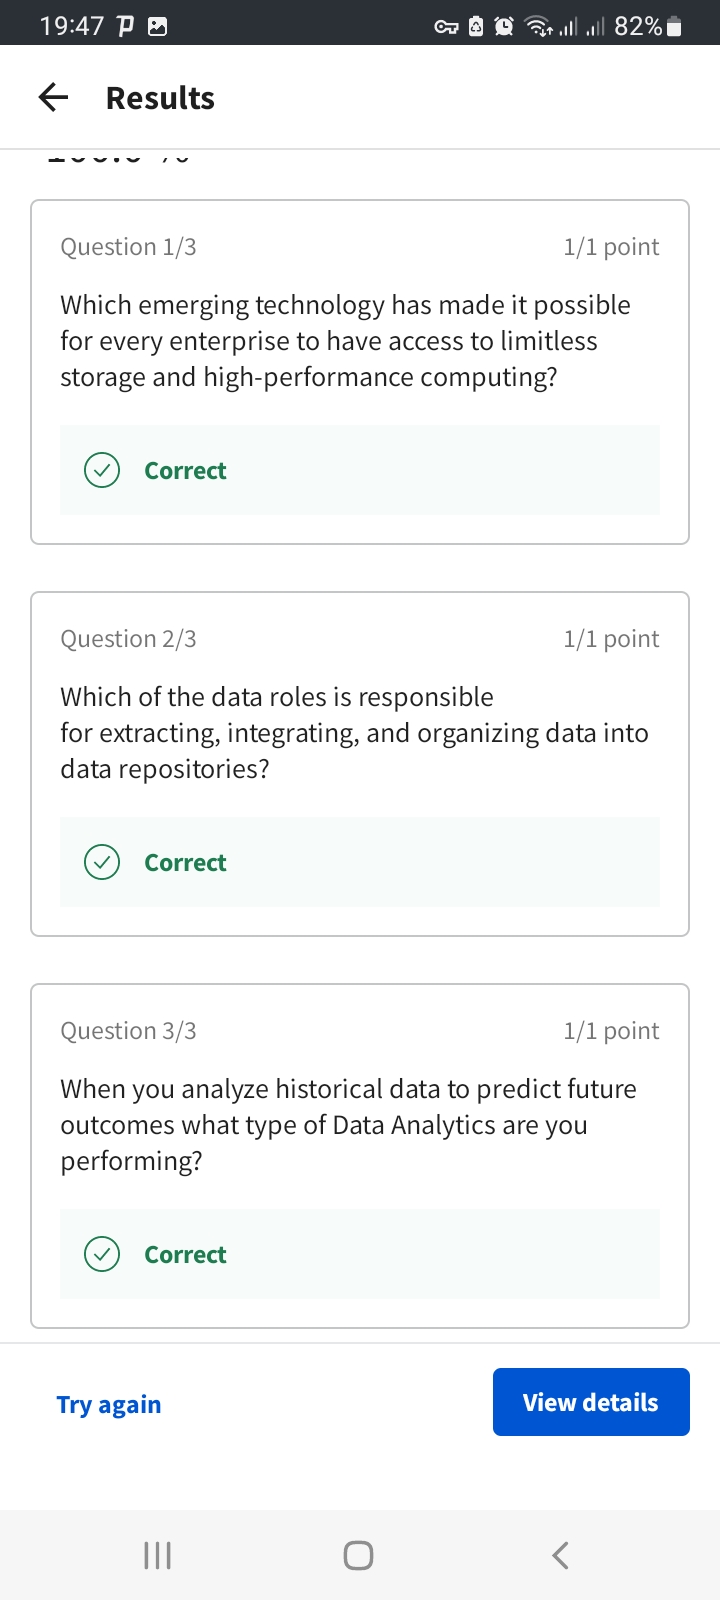 19:47
82%
Results
Question 1/3
1/1 point
Which emerging technology has made it possible
for every enterprise to have access to limitless
storage and high-performance computing?
Correct
Question 2/3
1/1 point
Which of the data roles is responsible
for extracting, integrating, and organizing data into
data repositories?
Correct
Question 3/3
1/1 point
When you analyze historical data to predict future
outcomes what type of Data Analytics are you
performing?
Correct
Try again
View details